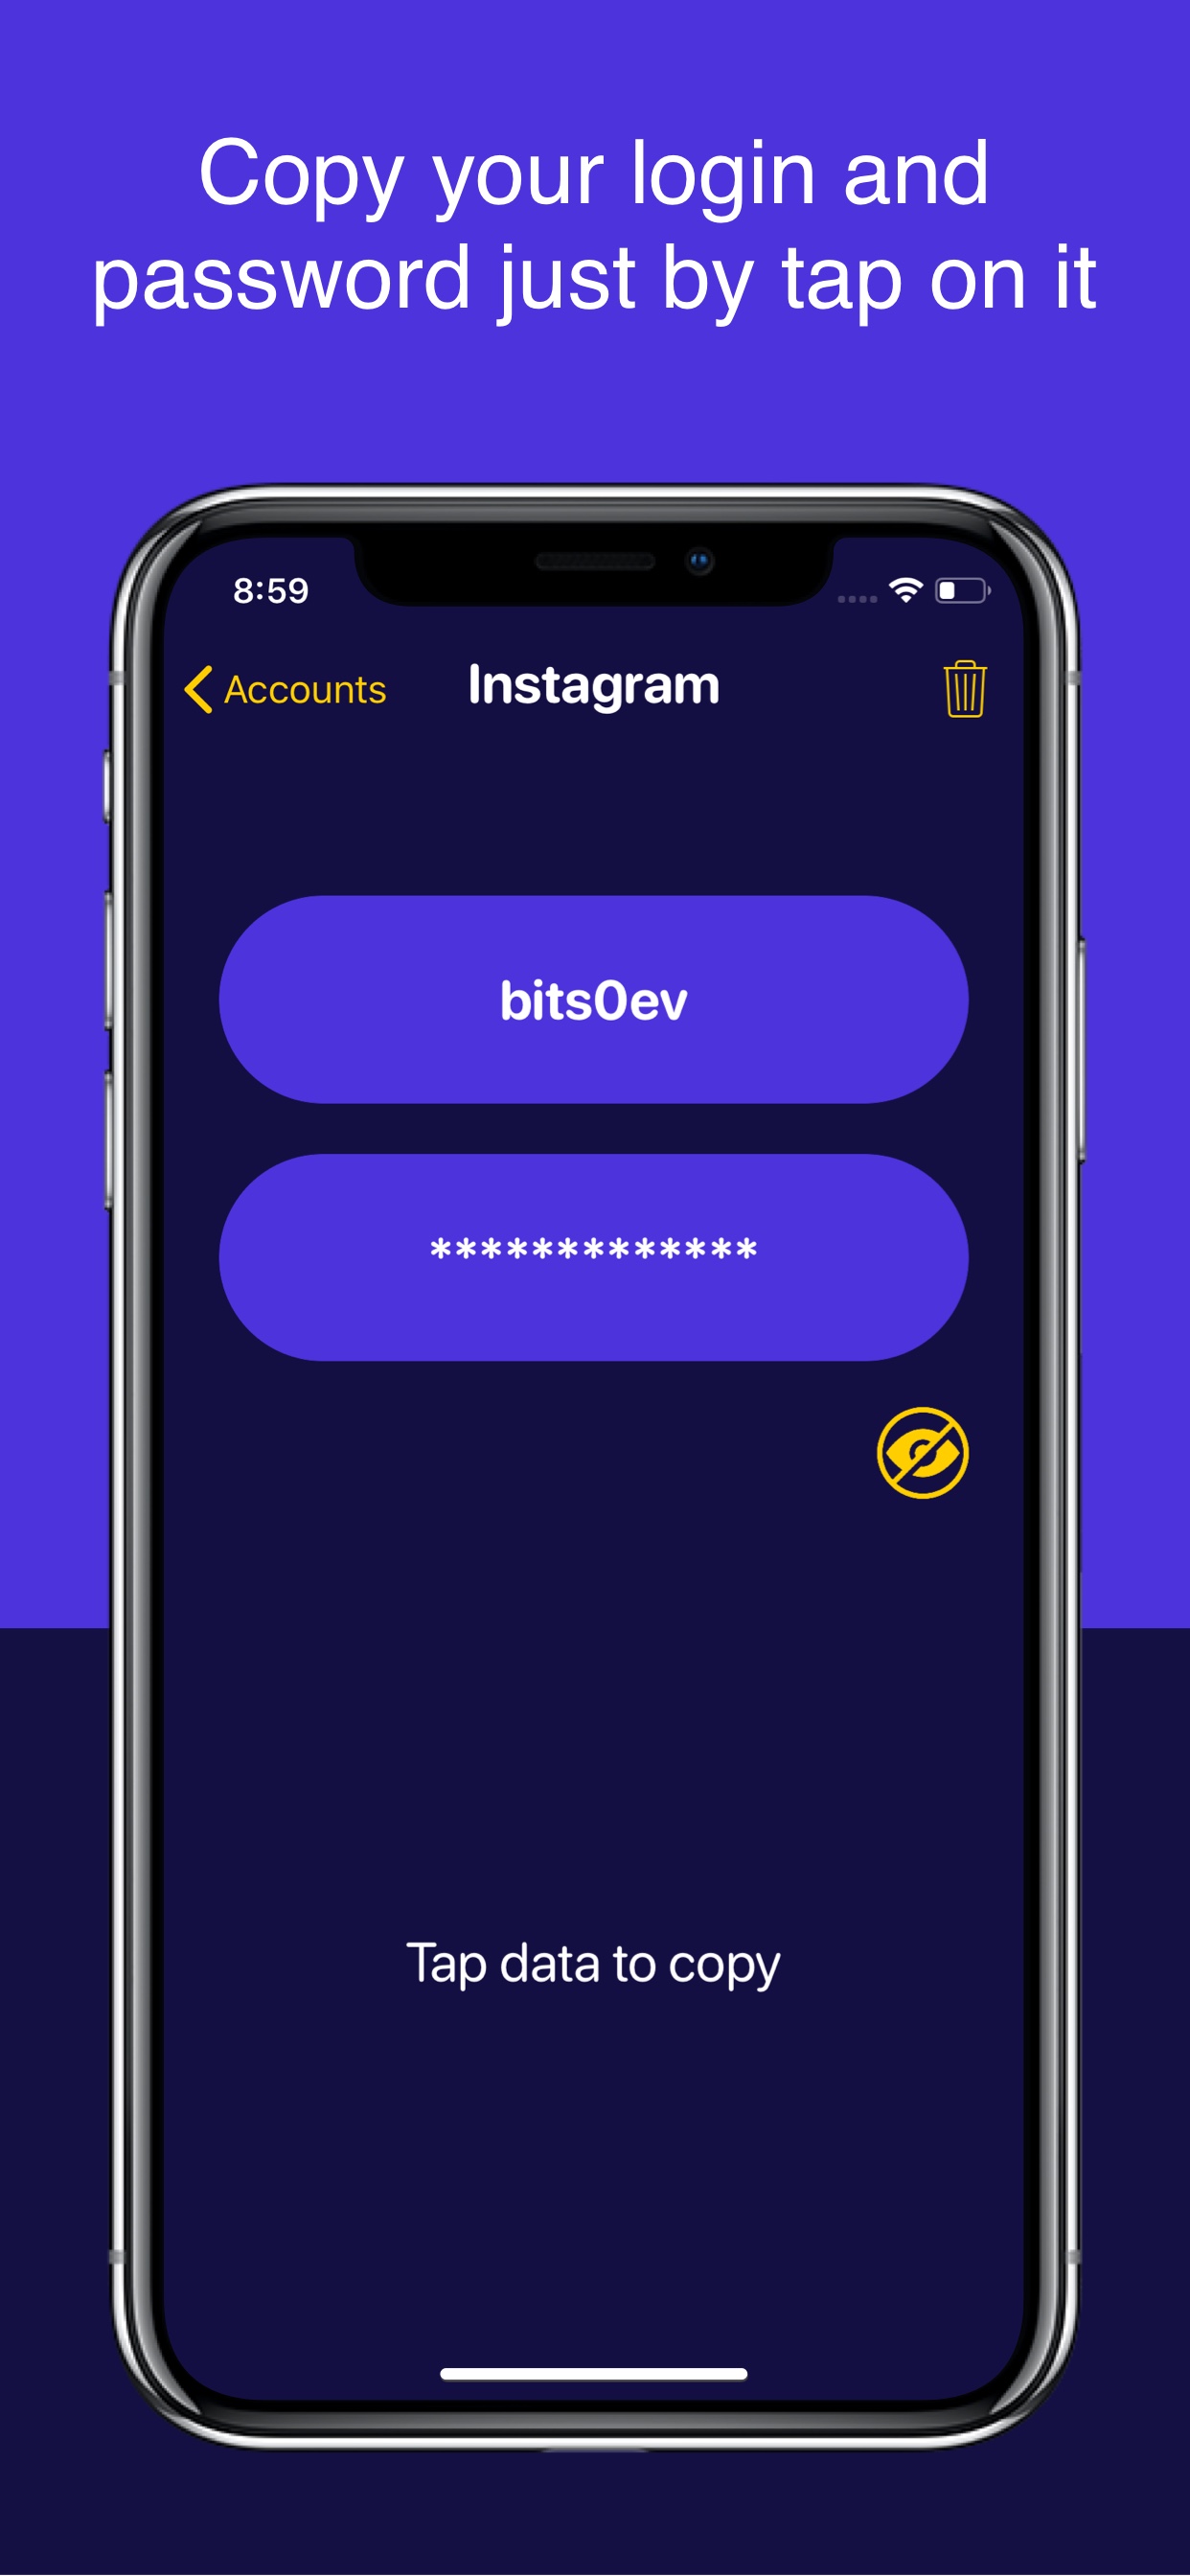 Copy your login and
password just by tap on it
8:59
Accounts
Instagram
bits0ev
*************
Tap data to copy